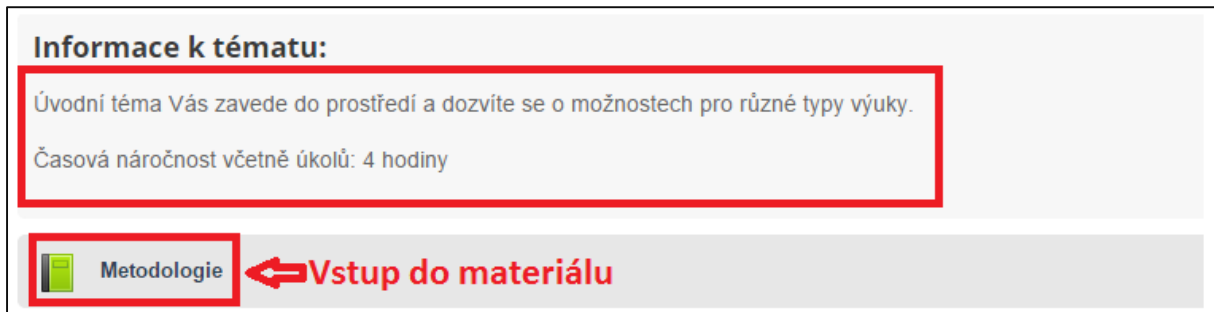 Informace k tématu:
Úvodní téma Vás zavede do prostředí a dozvíte se o možnostech pro různé typy výuky.
Časová náročnost včetně úkolů: 4 hodiny
Metodologie Vstup do materiálu